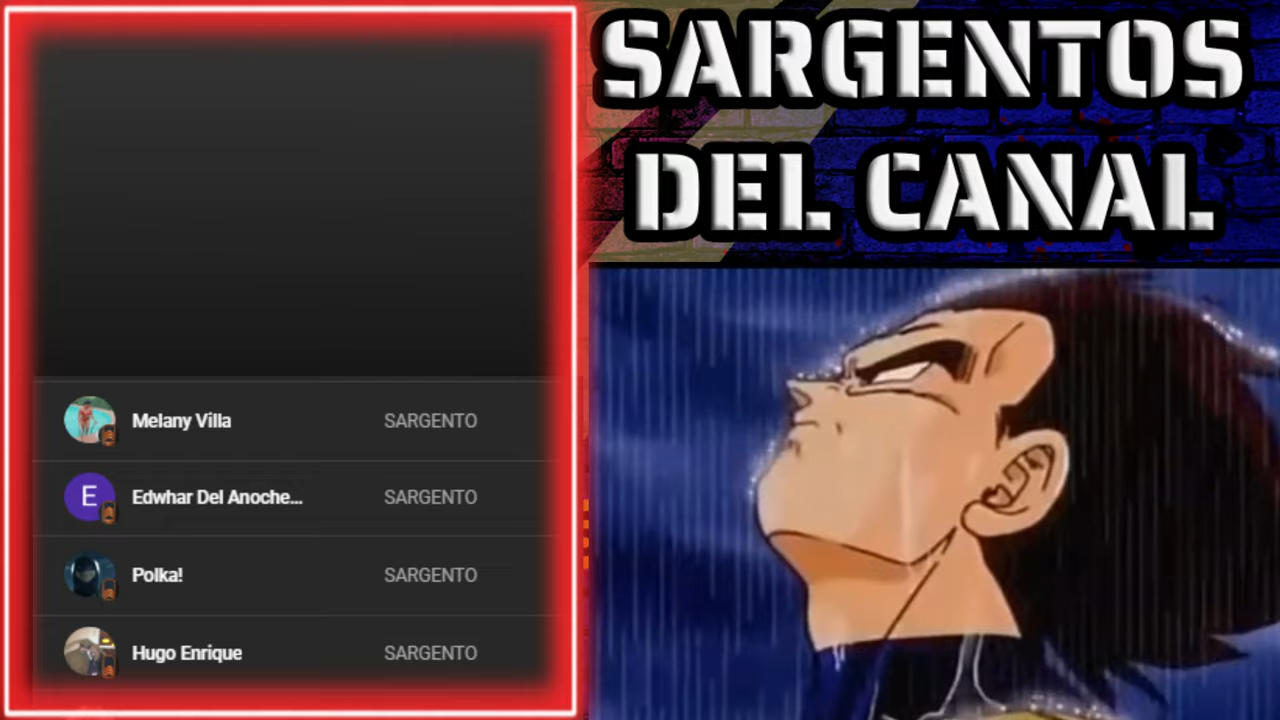 SARGENTOS
DEL CANAL
Melany Villa SARGENTO
E
Edwhar Del Anoche... SARGENTO
Polka! SARGENTO
Hugo Enrique SARGENTO